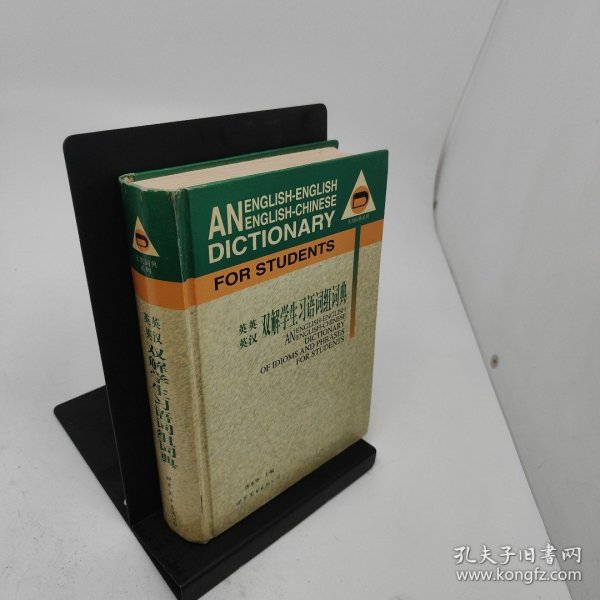 AN ENGLISH-ENGLISH
ENGLISH-CHINESE
DICTIONARY
FOR STUDENTS
英英
英汉 双解学生习语词组词典
AN ENGLISH-ENGLISH
ENGLISH-CHINESE
DICTIONARY
OF IDIOMS AND PHRASES
FOR STUDENTS
主编
英英
英汉
双解学生习语词组词典
孔夫子旧书网
www.kongfz.com